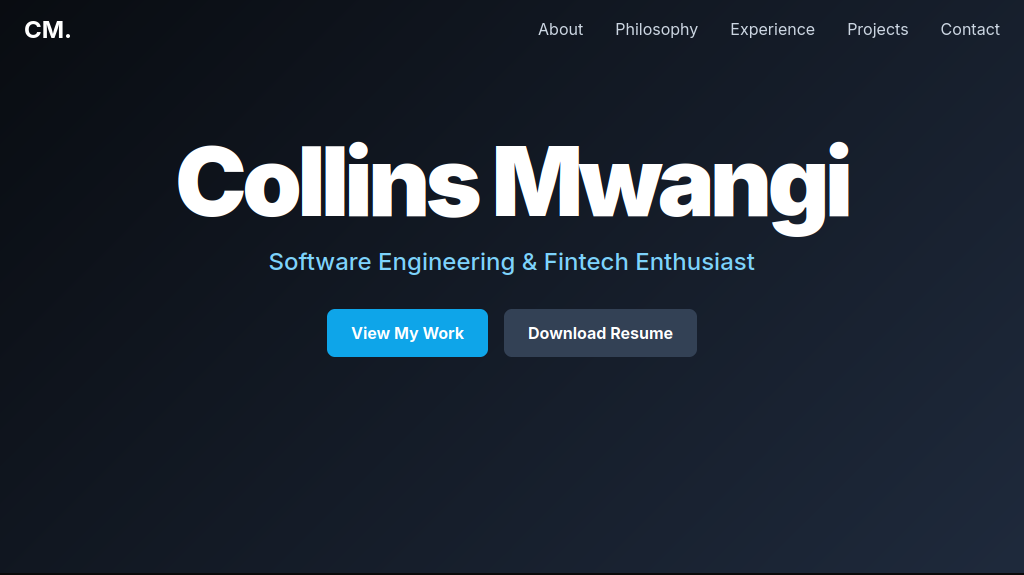 CM.
About Philosophy Experience Projects Contact
Collins Mwangi
Software Engineering & Fintech Enthusiast
View My Work Download Resume